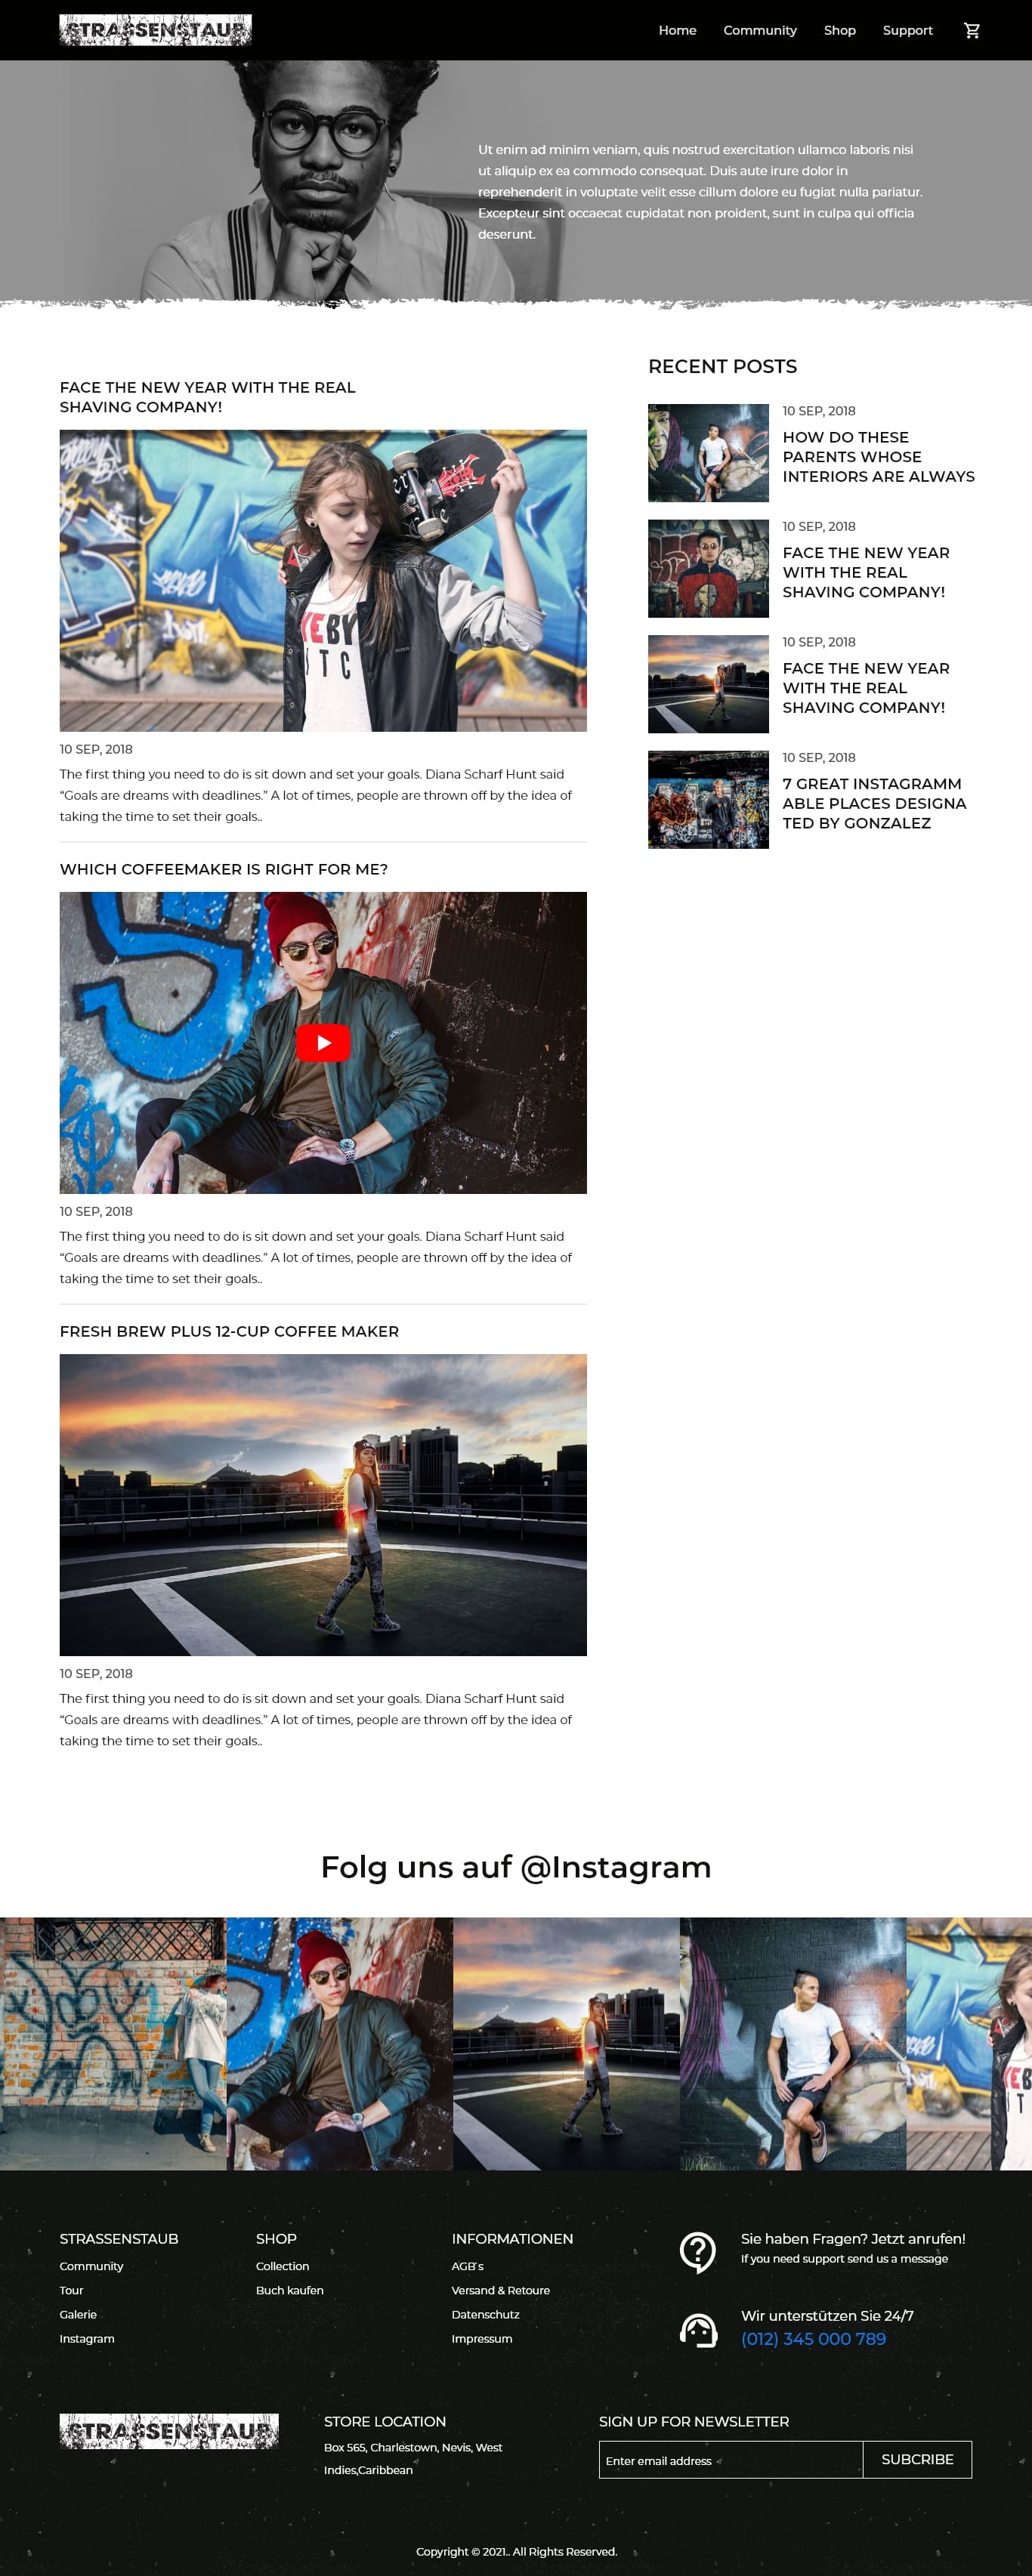 STRASSENSTAUB
Home
Community
Shop
Support
Ut enim ad minim veniam, quis nostrud exercitation ullamco laboris nisi
ut aliquip ex ea commodo consequat. Duis aute irure dolor in
reprehenderit in voluptate velit esse cillum dolore eu fugiat nulla pariatur.
Excepteur sint occaecat cupidatat non proident, sunt in culpa qui officia
deserunt.
FACE THE NEW YEAR WITH THE REAL
SHAVING COMPANY!
YEBY
ITC
10 SEP, 2018
The first thing you need to do is sit down and set your goals. Diana Scharf Hunt said
“Goals are dreams with deadlines.” A lot of times, people are thrown off by the idea of
taking the time to set their goals..
WHICH COFFEEMAKER IS RIGHT FOR ME?
10 SEP, 2018
The first thing you need to do is sit down and set your goals. Diana Scharf Hunt said
“Goals are dreams with deadlines.” A lot of times, people are thrown off by the idea of
taking the time to set their goals..
FRESH BREW PLUS 12-CUP COFFEE MAKER
10 SEP, 2018
The first thing you need to do is sit down and set your goals. Diana Scharf Hunt said
“Goals are dreams with deadlines.” A lot of times, people are thrown off by the idea of
taking the time to set their goals..
RECENT POSTS
10 SEP, 2018
HOW DO THESE
PARENTS WHOSE
INTERIORS ARE ALWAYS
10 SEP, 2018
FACE THE NEW YEAR
WITH THE REAL
SHAVING COMPANY!
10 SEP, 2018
FACE THE NEW YEAR
WITH THE REAL
SHAVING COMPANY!
10 SEP, 2018
7 GREAT INSTAGRAMM
ABLE PLACES DESIGNA
TED BY GONZALEZ
Folg uns auf @Instagram
STRASSENSTAUB
Community
Tour
Galerie
Instagram
SHOP
Collection
Buch kaufen
INFORMATIONEN
AGB´s
Versand & Retoure
Datenschutz
Impressum
Sie haben Fragen? Jetzt anrufen!
If you need support send us a message
Wir unterstützen Sie 24/7
(012) 345 000 789
STRASSENSTAUB
STORE LOCATION
Box 565, Charlestown, Nevis, West
Indies,Caribbean
SIGN UP FOR NEWSLETTER
Enter email address
SUBCRIBE
Copyright © 2021.. All Rights Reserved.